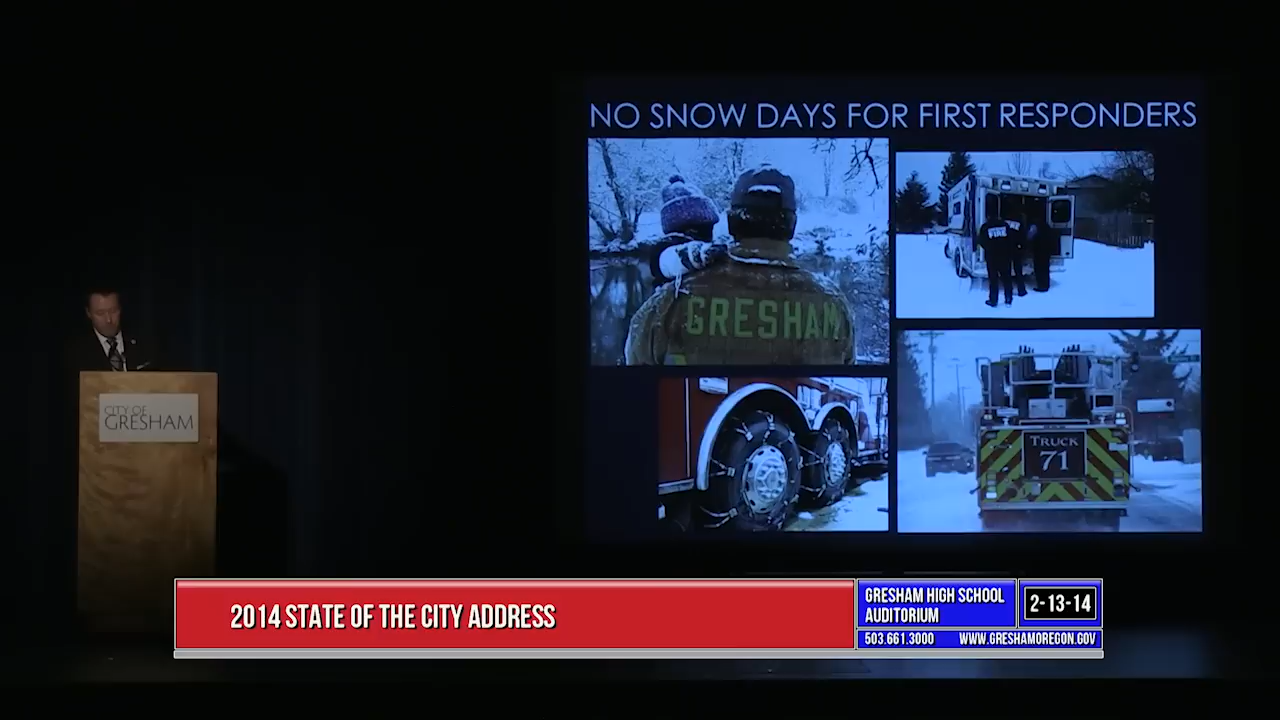 NO SNOW DAYS FOR FIRST RESPONDERS
GRESHAM
FIRE
TRUCK
71
CITY OF
GRESHAM
2014 STATE OF THE CITY ADDRESS
GRESHAM HIGH SCHOOL
AUDITORIUM
2-13-14
503.661.3000
WWW.GRESHAMOREGON.GOV